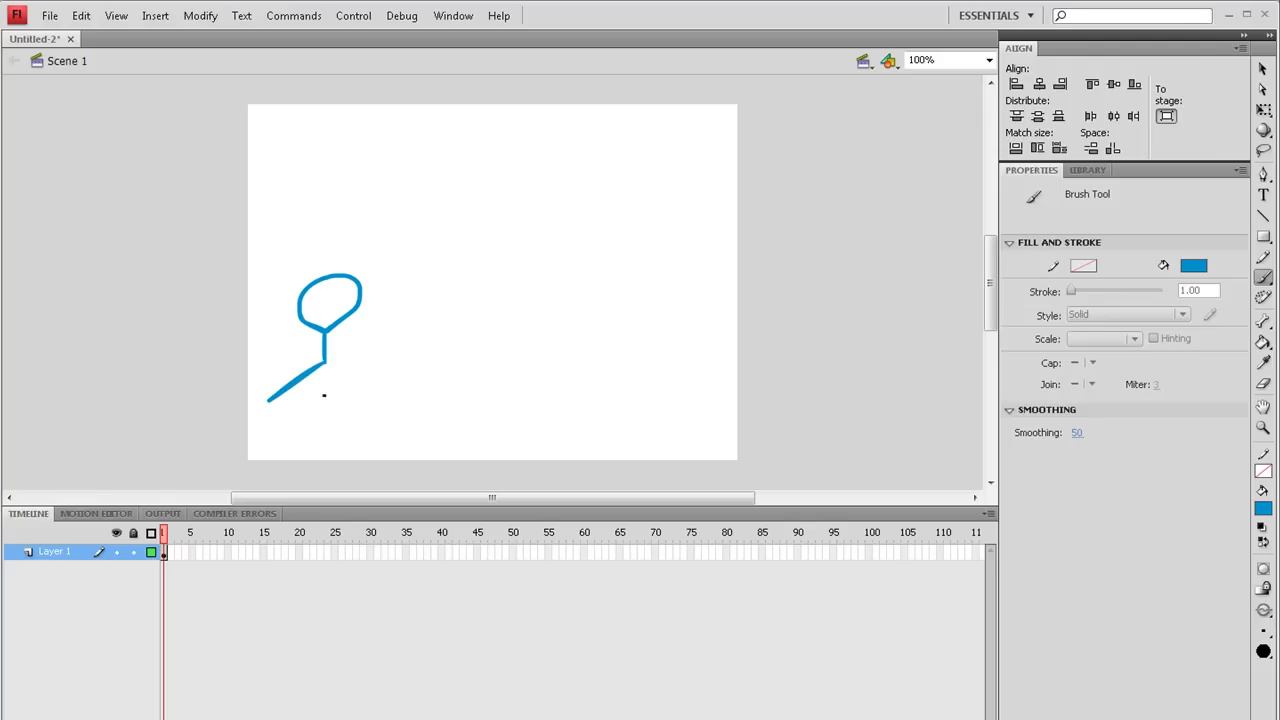 Fl File Edit View Insert Modify Text Commands Control Debug Window Help ESSENTIALS
Untitled-2*
Scene 1 100%
ALIGN
Align:
To stage:
Distribute:
Match size: Space:
PROPERTIES LIBRARY
Brush Tool
FILL AND STROKE
Stroke: 1.00
Style: Solid
Scale: Hinting
Cap:
Join: Miter: 3
SMOOTHING
Smoothing: 50
TIMELINE MOTION EDITOR OUTPUT COMPILER ERRORS
1 5 10 15 20 25 30 35 40 45 50 55 60 65 70 75 80 85 90 95 100 105 110 11
Layer 1